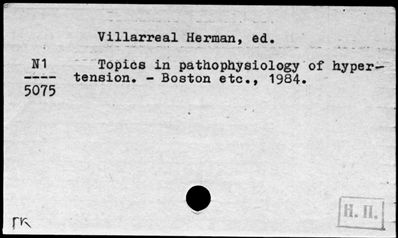 Villarreal Herman, ed.
N1
----
5075
Topics in pathophysiology of hyper-
tension. - Boston etc., 1984.
Н. П.
ГК